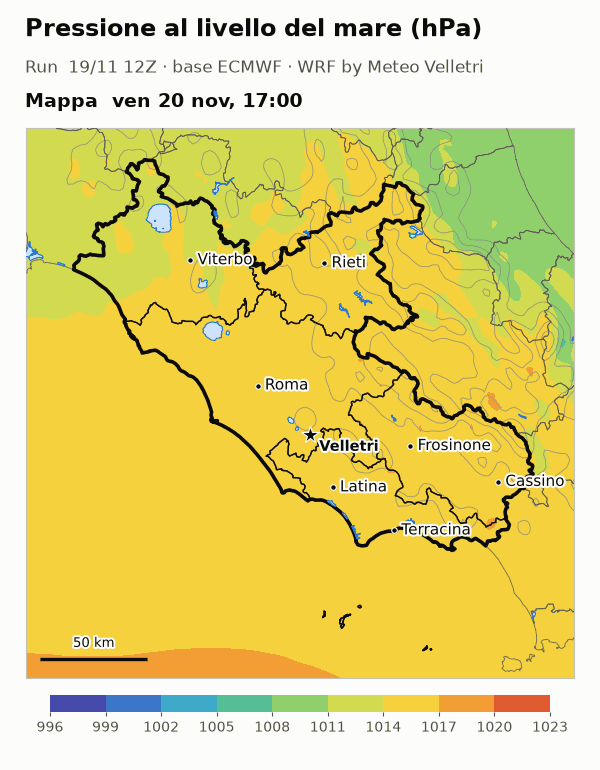 Pressione al livello del mare (hPa)
Run  19/11 12Z · base ECMWF · WRF by Meteo Velletri
Mappa  ven 20 nov, 17:00
Viterbo
Rieti
Roma
Velletri
Frosinone
Latina
Cassino
Terracina
50 km
996 999 1002 1005 1008 1011 1014 1017 1020 1023